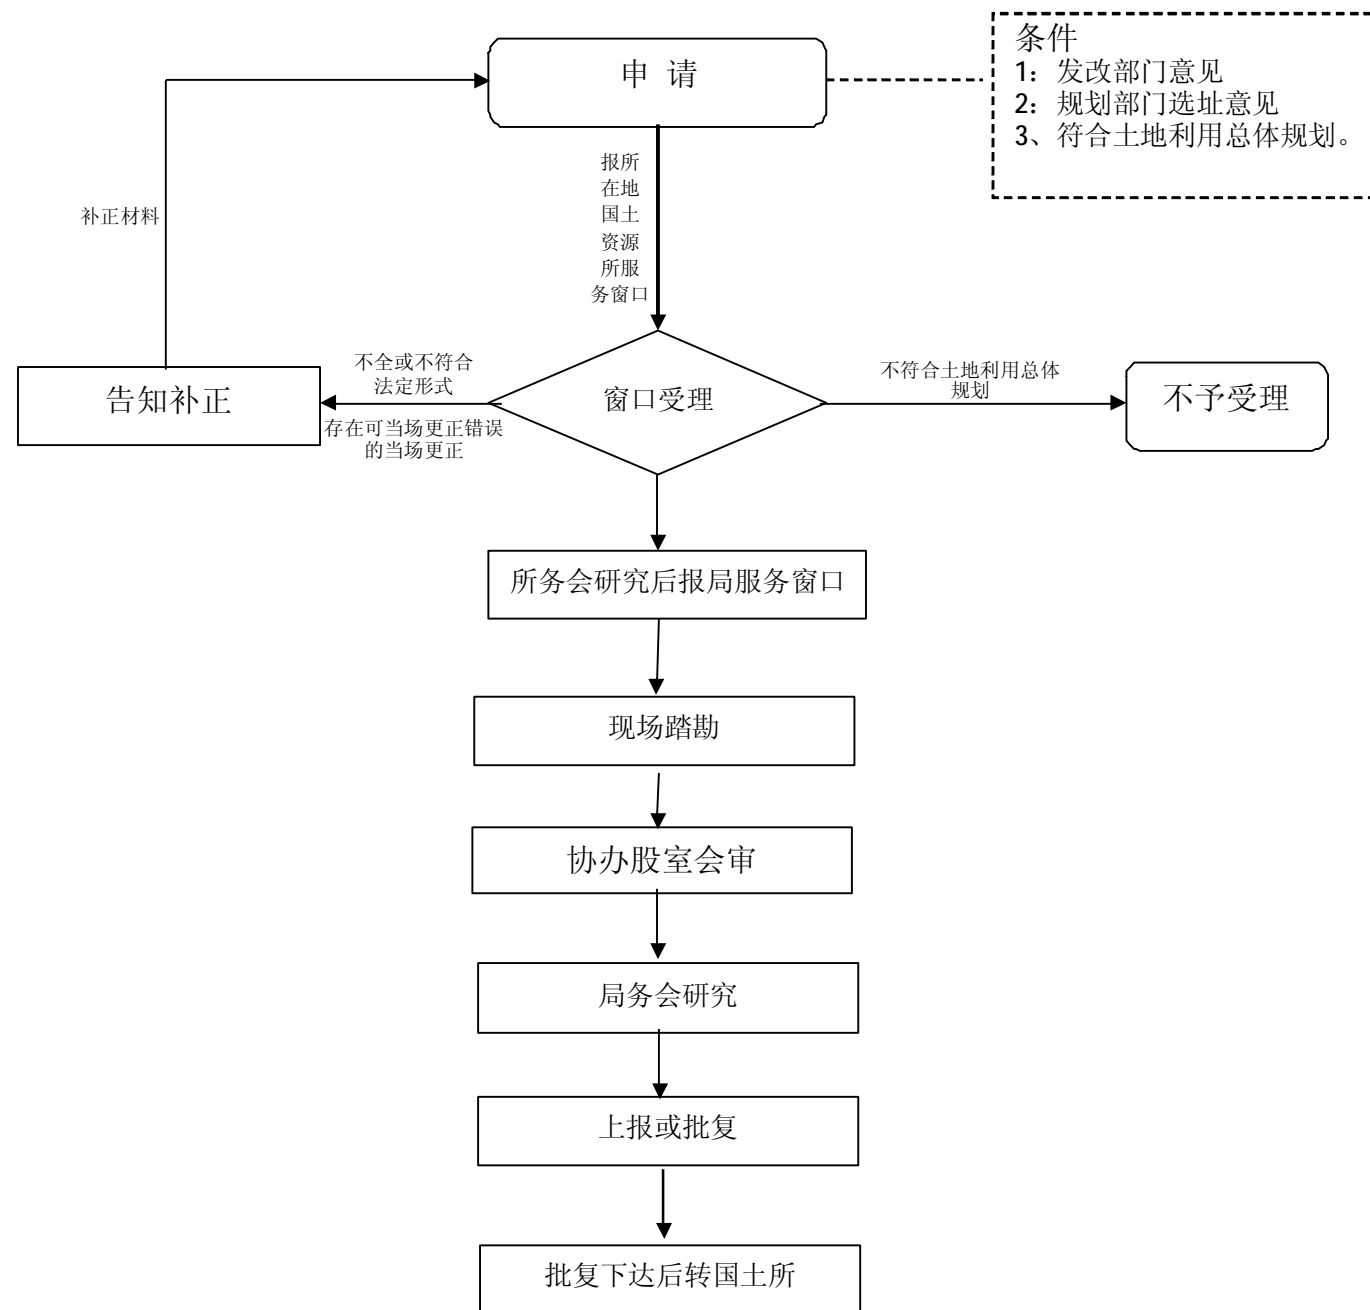 申 请
条件
1：发改部门意见
2：规划部门选址意见
3、符合土地利用总体规划。
报所
在地
国土
资源
所服
务窗口
补正材料
告知补正
不全或不符合
法定形式
存在可当场更正错误
的当场更正
窗口受理
不符合土地利用总体
规划
不予受理
所务会研究后报局服务窗口
现场踏勘
协办股室会审
局务会研究
上报或批复
批复下达后转国土所